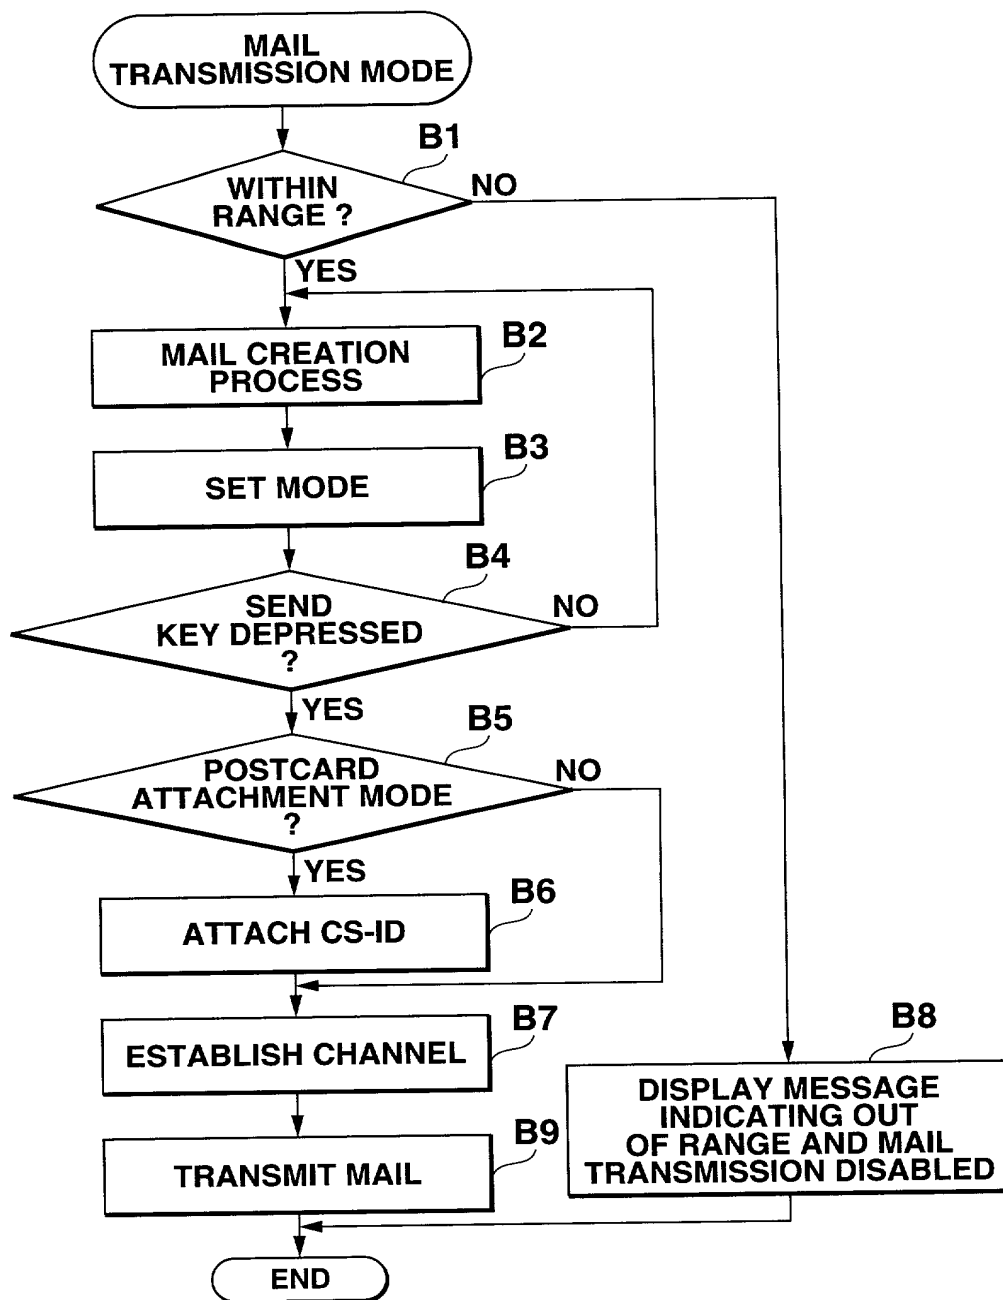 MAIL
TRANSMISSION MODE
B1
WITHIN
RANGE ?
NO
YES
B2
MAIL CREATION
PROCESS
B3
SET MODE
B4
SEND
KEY DEPRESSED
?
NO
YES
B5
POSTCARD
ATTACHMENT MODE
?
NO
YES
B6
ATTACH CS-ID
B7
ESTABLISH CHANNEL
B8
DISPLAY MESSAGE
INDICATING OUT
OF RANGE AND MAIL
TRANSMISSION DISABLED
B9
TRANSMIT MAIL
END